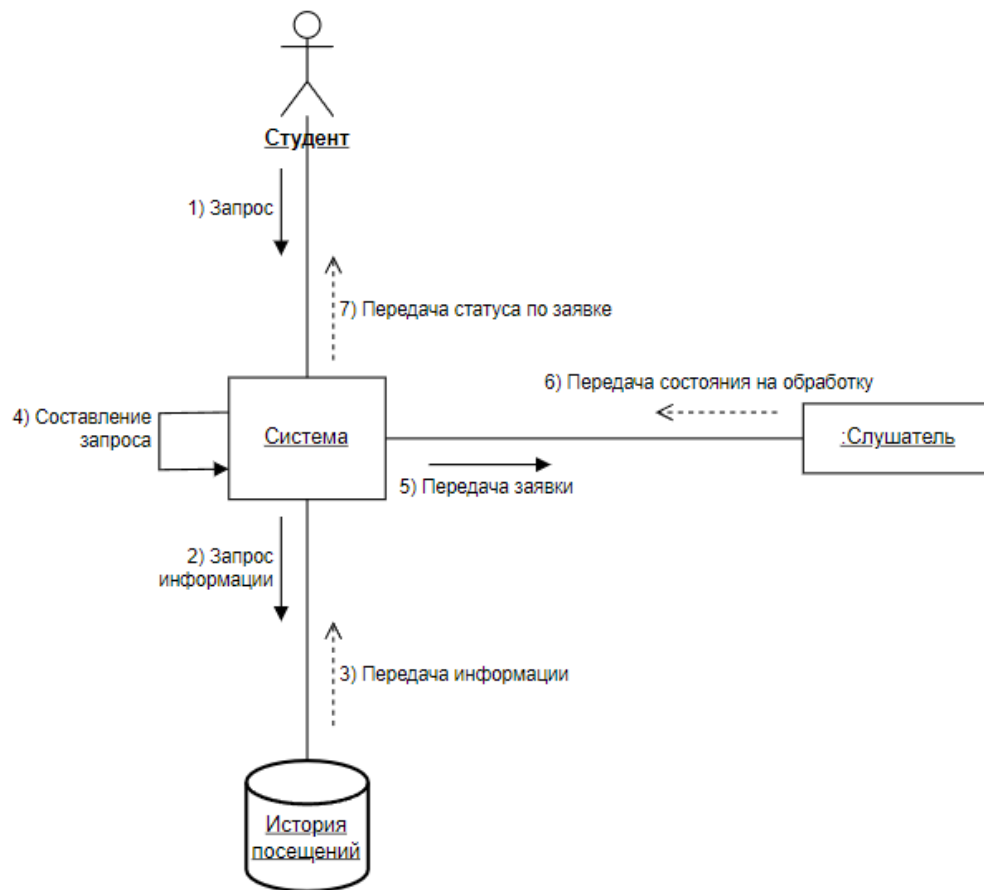 Студент
1) Запрос
7) Передача статуса по заявке
6) Передача состояния на обработку
4) Составление
запроса
Система
:Слушатель
5) Передача заявки
2) Запрос
информации
3) Передача информации
История
посещений